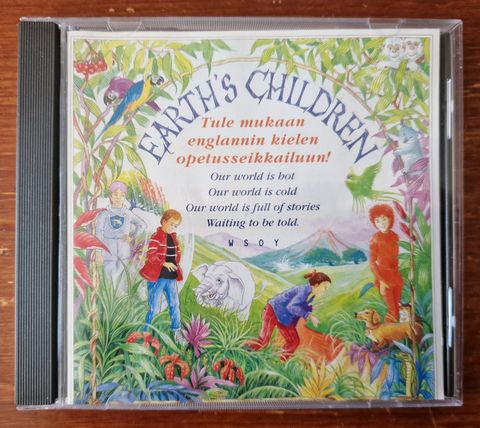 EARTH'S CHILDREN
Tule mukaan
englannin kielen
opetusseikkailuun!
Our world is hot
Our world is cold
Our world is full of stories
Waiting to be told.
WSOY